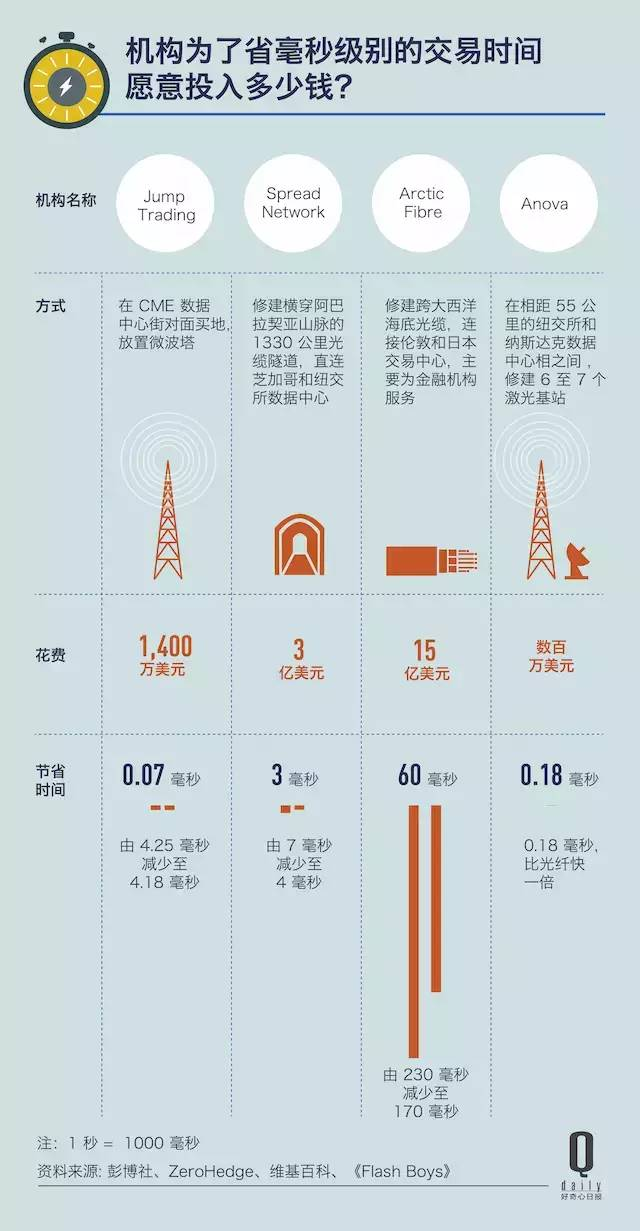 机构为了省毫秒级别的交易时间
愿意投入多少钱？
机构名称
Jump
Trading
Spread
Network
Arctic
Fibre
Anova
方式
在 CME 数据
中心街对面买地，
放置微波塔
修建横穿阿巴
拉契亚山脉的
1330 公里光
缆隧道，直连
芝加哥和纽交
所数据中心
修建跨大西洋
海底光缆，连
接伦敦和日本
交易中心，主
要为金融机构
服务
在相距 55 公
里的纽交所和
纳斯达克数据
中心相之间，
修建 6 至 7 个
激光基站
花费
1,400
万美元
3
亿美元
15
亿美元
数百
万美元
节省
时间
0.07 毫秒
由 4.25 毫秒
减少至
4.18 毫秒
3 毫秒
由 7 毫秒
减少至
4 毫秒
60 毫秒
由 230 毫秒
减少至
170 毫秒
0.18 毫秒
0.18 毫秒，
比光纤快
一倍
注：1 秒 = 1000 毫秒
资料来源: 彭博社、ZeroHedge、维基百科、《Flash Boys》
Q
daily
好奇心日报